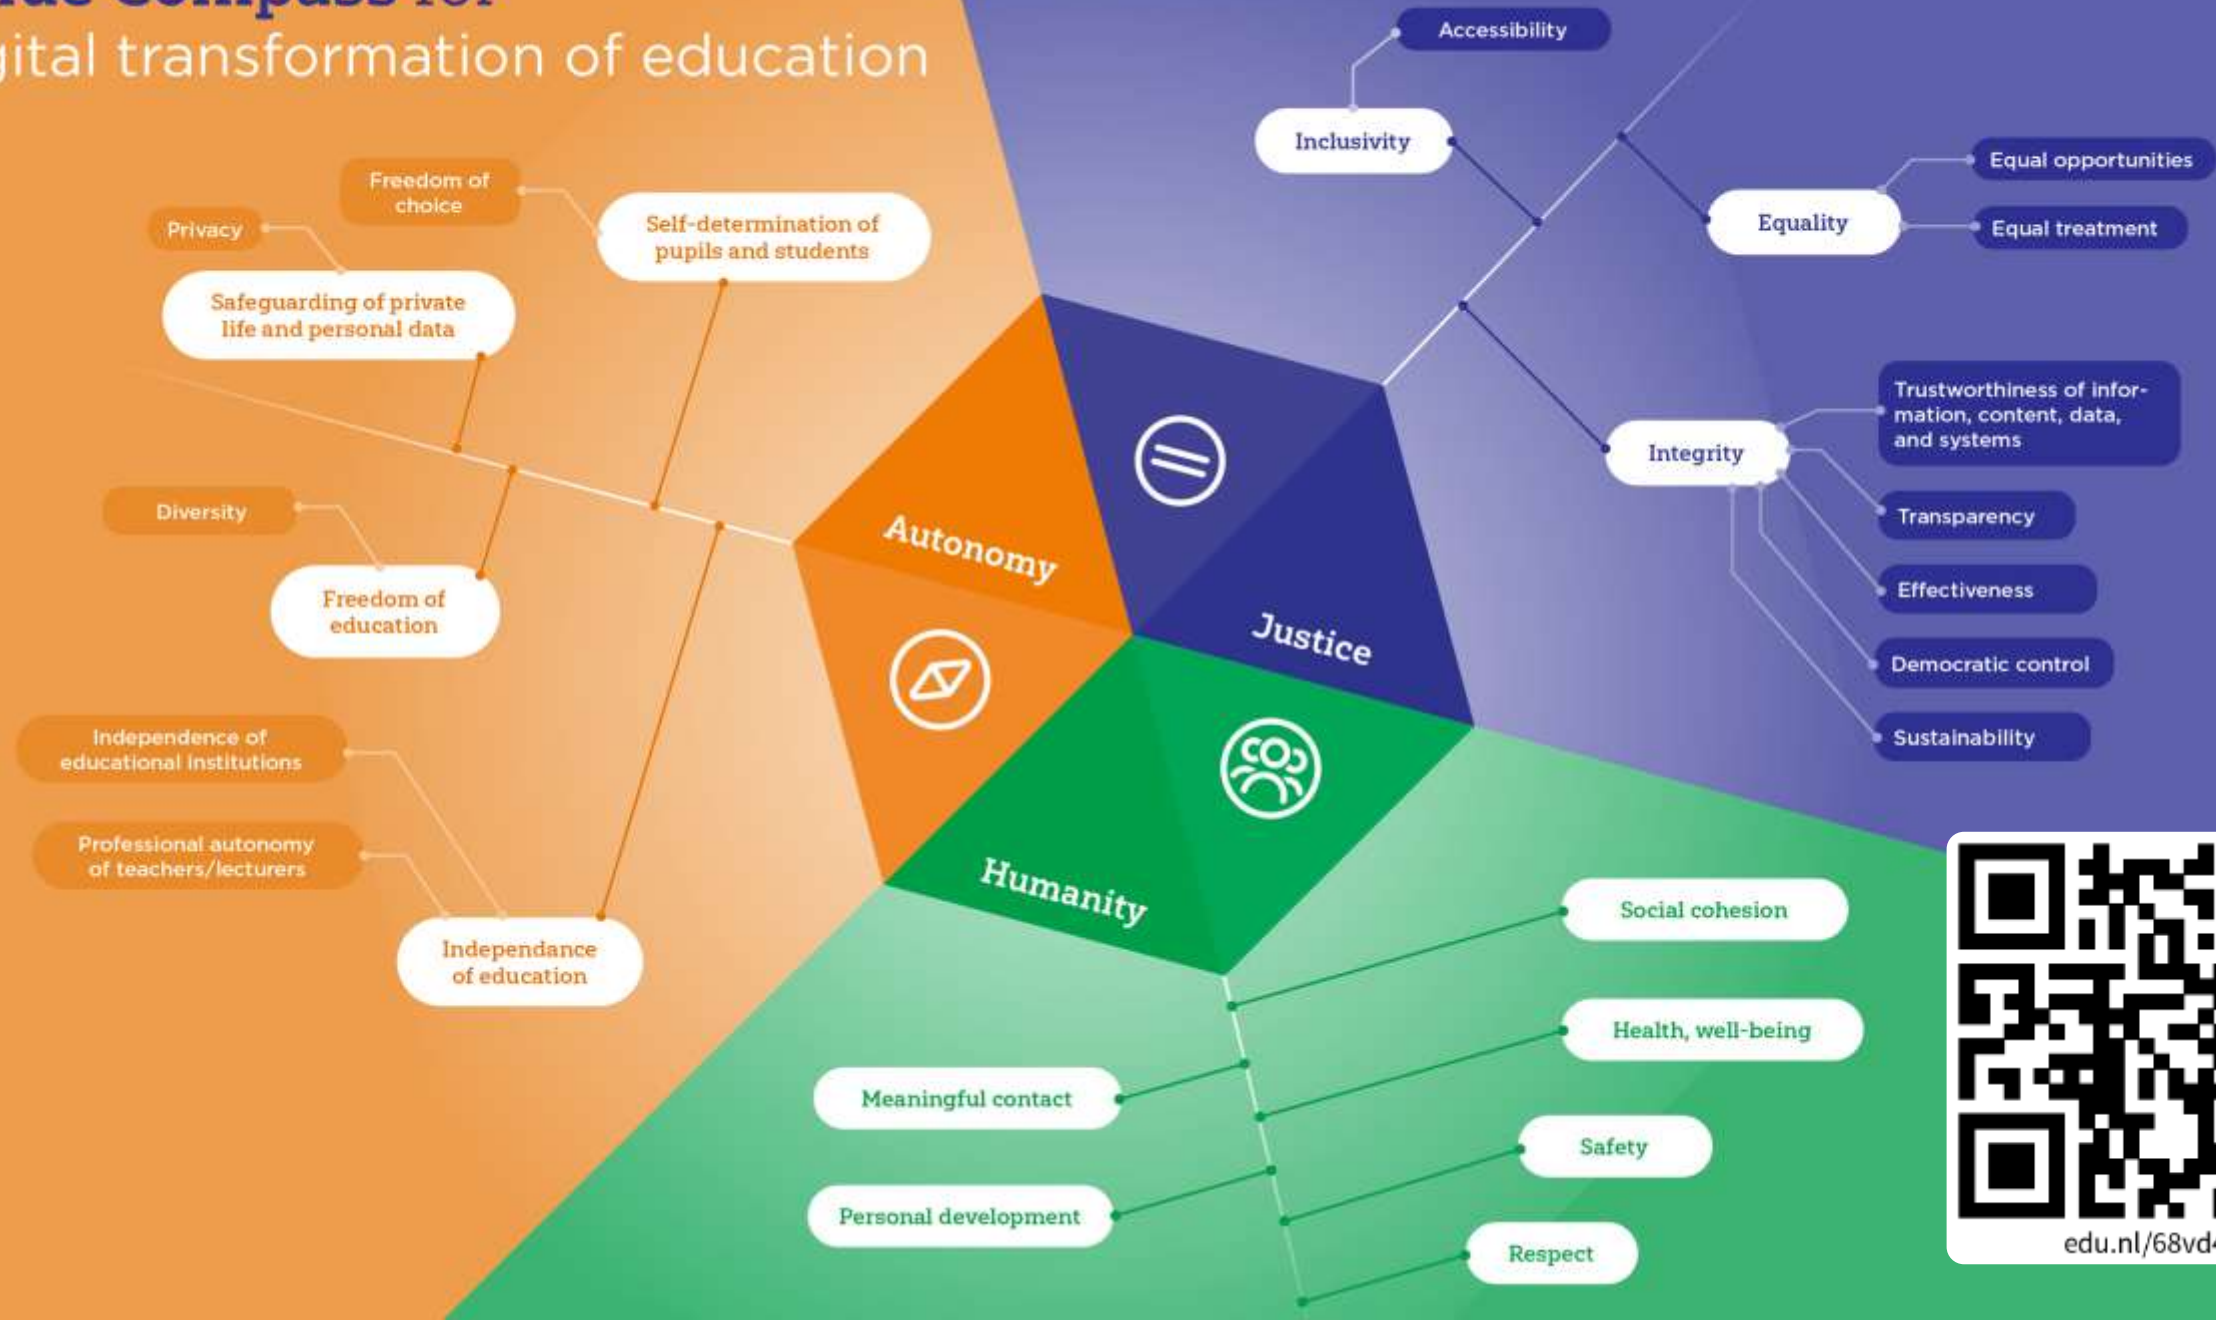 Compass for
digital transformation of education
Accessibility
Inclusivity
Equal opportunities
Equality
Equal treatment
Trustworthiness of infor-
mation, content, data,
and systems
Integrity
Transparency
Effectiveness
Democratic control
Sustainability
Freedom of
choice
Self-determination of
pupils and students
Privacy
Safeguarding of private
life and personal data
Diversity
Freedom of
education
Independence of
educational institutions
Professional autonomy
of teachers/lecturers
Independance
of education
Autonomy
Justice
Humanity
Social cohesion
Health, well-being
Meaningful contact
Safety
Personal development
Respect
edu.nl/68vd